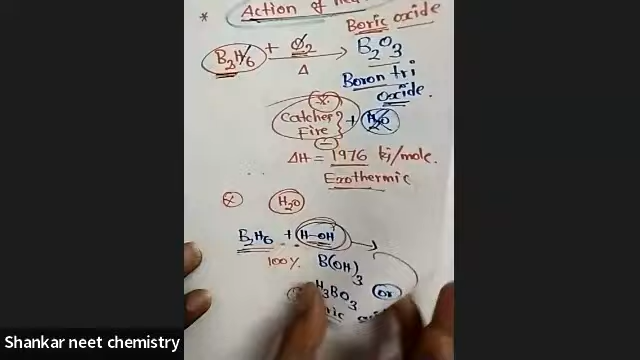 * Action of
Boric oxide
B₂H₆ + O₂ → B₂O₃
Δ
Boron tri
oxide.
Catches
Fire + H₂O
ΔH = 1976 kj/mole.
Exothermic
H₂O
B₂H₆ + H-OH →
100% B(OH)₃
H₃BO₃ (or)
Shankar neet chemistry